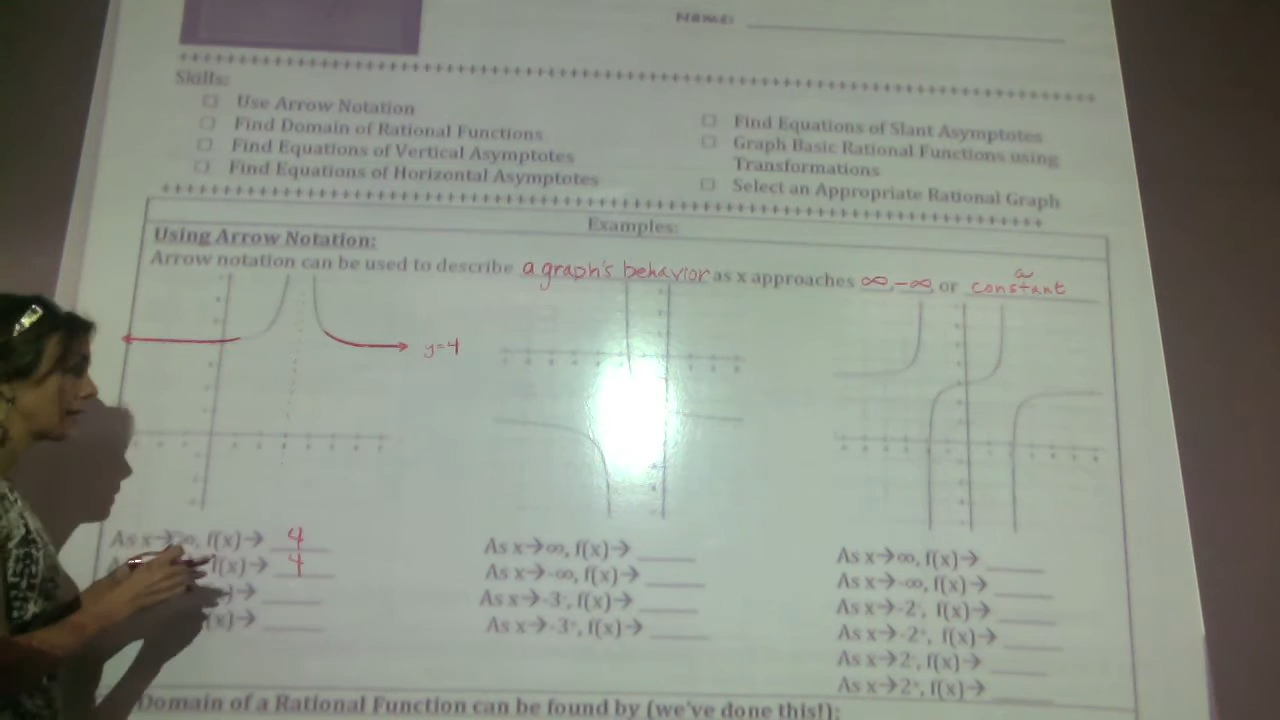 Name:
Skills:
Use Arrow Notation
Find Domain of Rational Functions
Find Equations of Vertical Asymptotes
Find Equations of Horizontal Asymptotes
Find Equations of Slant Asymptotes
Graph Basic Rational Functions using
Transformations
Select an Appropriate Rational Graph
Examples:
Using Arrow Notation:
Arrow notation can be used to describe a graph's behavior as x approaches ∞, -∞, or a constant
y=4
As x→∞, f(x)→ 4
f(x)→ 4
f(x)→
As x→∞, f(x)→
As x→-∞, f(x)→
As x→-3⁻, f(x)→
As x→-3⁺, f(x)→
As x→∞, f(x)→
As x→-∞, f(x)→
As x→-2⁻, f(x)→
As x→-2⁺, f(x)→
As x→2⁻, f(x)→
As x→2⁺, f(x)→
Domain of a Rational Function can be found by (we've done this!):